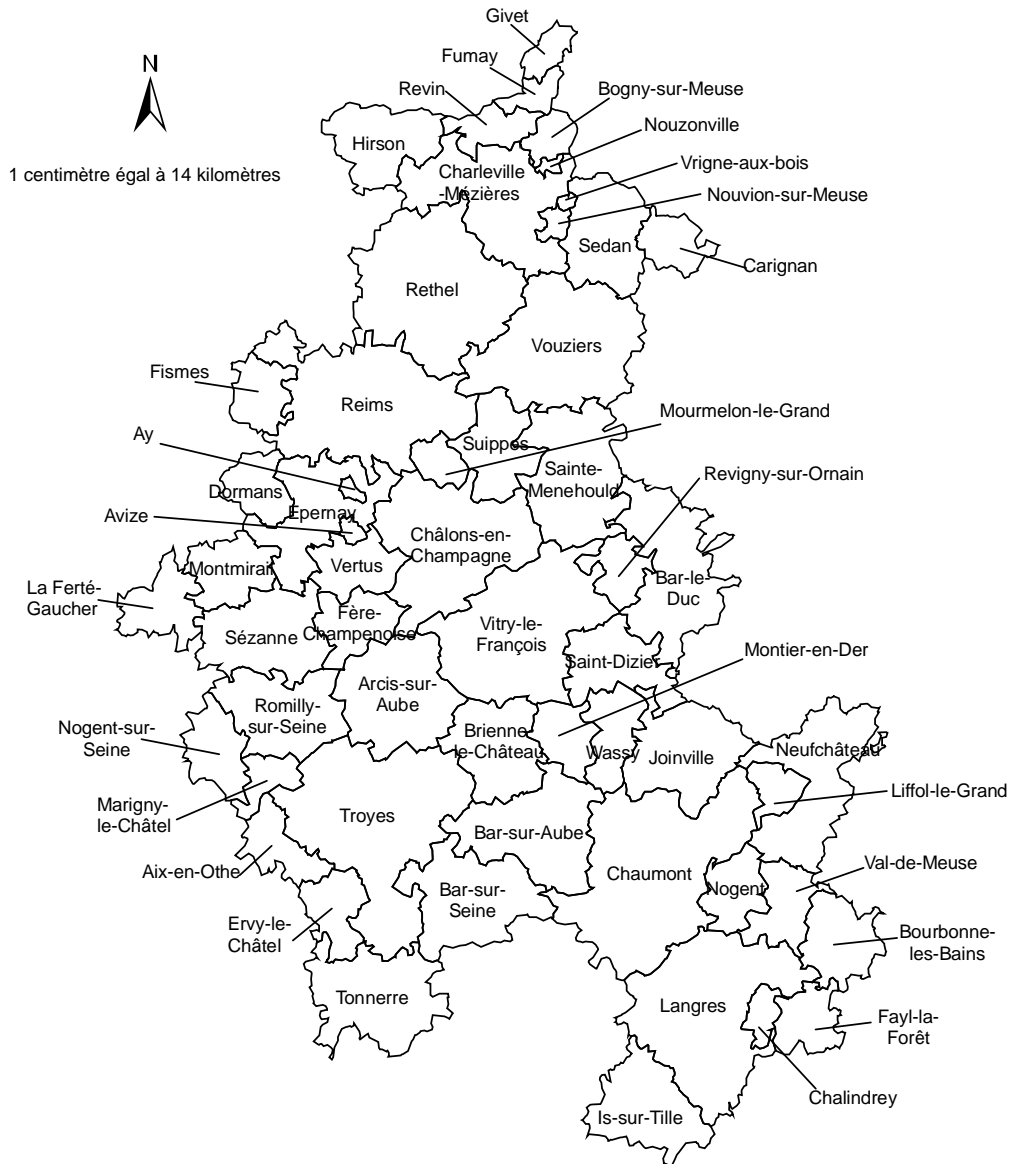 Givet
Fumay
N
Revin
Bogny-sur-Meuse
Nouzonville
Hirson
Vrigne-aux-bois
1 centimètre égal à 14 kilomètres
Charleville
-Mézières
Nouvion-sur-Meuse
Sedan
Carignan
Rethel
Vouziers
Fismes
Reims
Mourmelon-le-Grand
Ay
Suippes
Sainte-
Menehould
Revigny-sur-Ornain
Dormans
Epernay
Avize
Châlons-en-
Champagne
Montmirail
Vertus
La Ferté-
Gaucher
Bar-le-
Duc
Fère-
Champenoise
Sézanne
Vitry-le-
François
Saint-Dizier
Montier-en-Der
Arcis-sur-
Aube
Romilly-
sur-Seine
Nogent-sur-
Seine
Brienne
-le-Château
Wassy
Joinville
Neufchâteau
Liffol-le-Grand
Marigny-
le-Châtel
Troyes
Bar-sur-Aube
Aix-en-Othe
Chaumont
Nogent
Val-de-Meuse
Bar-sur-
Seine
Ervy-le-
Châtel
Bourbonne-
les-Bains
Tonnerre
Langres
Fayl-la-
Forêt
Chalindrey
Is-sur-Tille